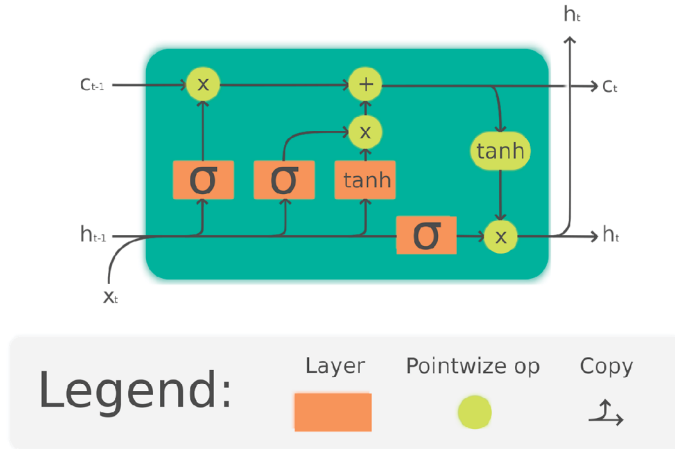 hₜ
cₜ₋₁ x + cₜ
x
tanh
σ σ tanh
hₜ₋₁ σ x hₜ
xₜ
Legend:
Layer Pointwize op Copy